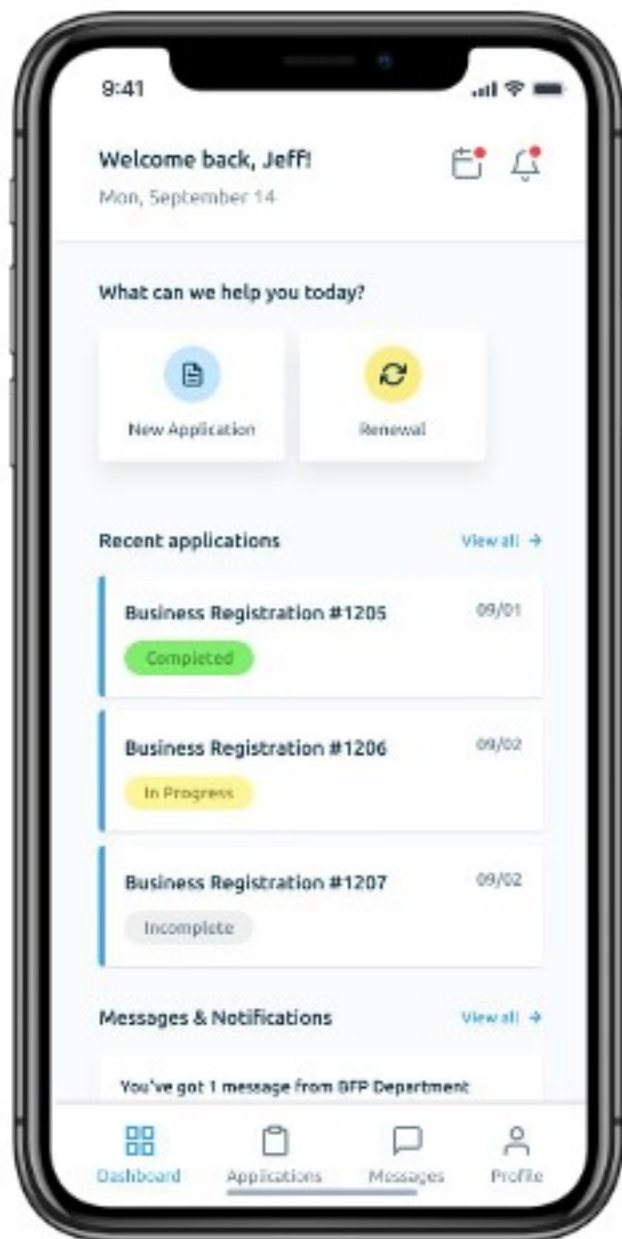 9:41
Welcome back, Jeff!
Mon, September 14
What can we help you today?
New Application
Renewal
Recent applications
View all →
Business Registration #1205
09/01
Completed
Business Registration #1206
09/02
In Progress
Business Registration #1207
09/02
Incomplete
Messages & Notifications
View all →
You've got 1 message from BFP Department
Dashboard
Applications
Messages
Profile